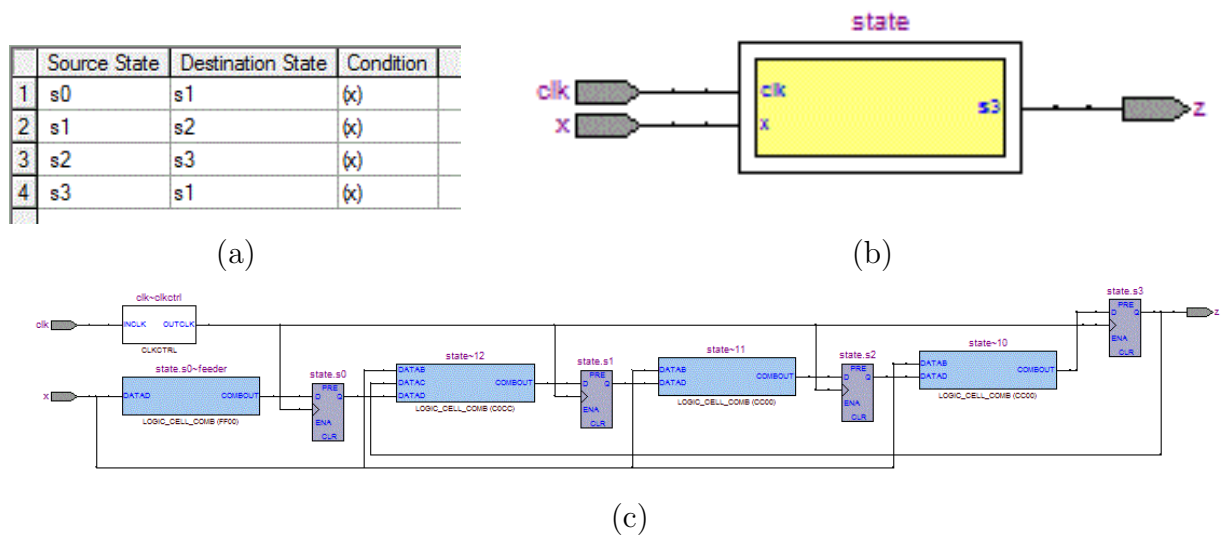 Source State Destination State Condition
1 s0 s1 (x)
2 s1 s2 (x)
3 s2 s3 (x)
4 s3 s1 (x)
(a)
state
clk
x
clk
x
s3
z
(b)
clk
x
clk~clkctrl
INCLK OUTCLK
CLKCTRL
state.s0~feeder
DATAD COMBOUT
LOGIC_CELL_COMB (FF00)
state.s0
PRE
D Q
ENA
CLR
state~12
DATAB
DATAC COMBOUT
DATAD
LOGIC_CELL_COMB (C0CC)
state.s1
PRE
D Q
ENA
CLR
state~11
DATAB
COMBOUT
DATAD
LOGIC_CELL_COMB (CC00)
state.s2
PRE
D Q
ENA
CLR
state~10
DATAB
COMBOUT
DATAD
LOGIC_CELL_COMB (CC00)
state.s3
PRE
D Q
ENA
CLR
z
(c)